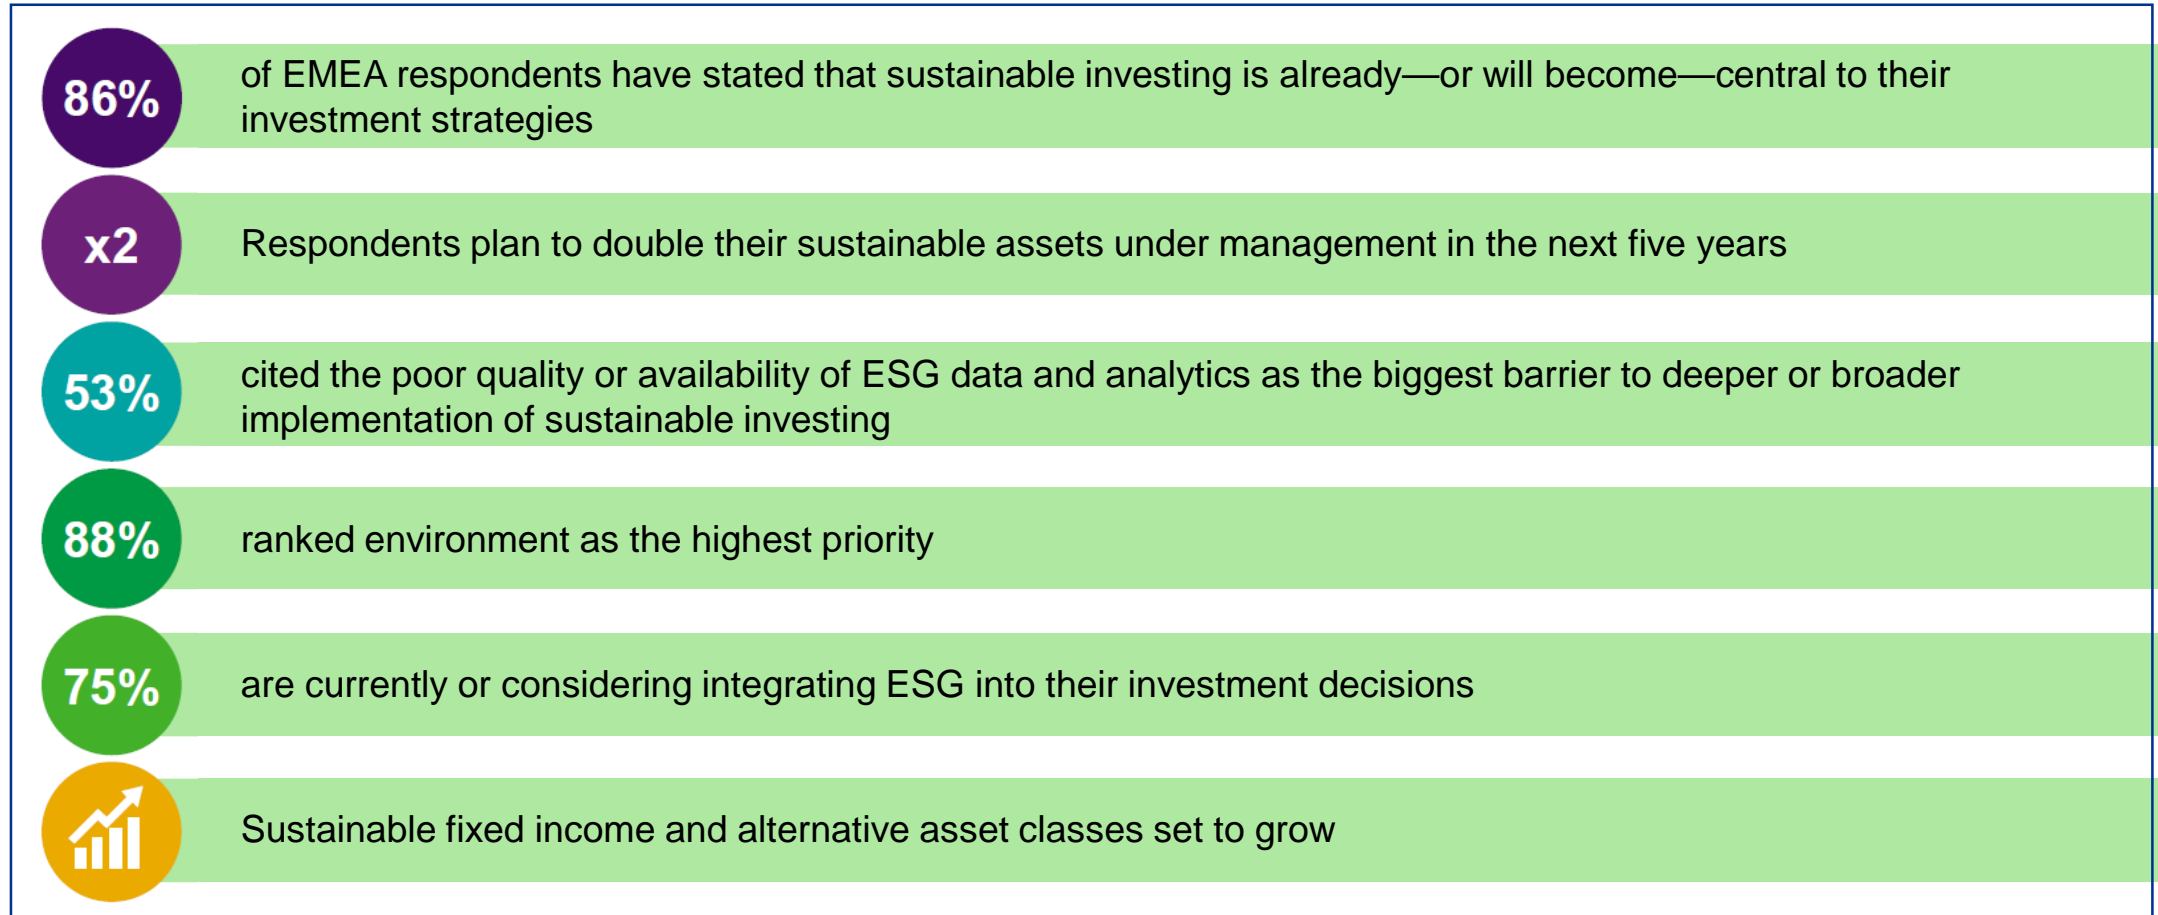 86%
of EMEA respondents have stated that sustainable investing is already—or will become—central to their
investment strategies
x2
Respondents plan to double their sustainable assets under management in the next five years
53%
cited the poor quality or availability of ESG data and analytics as the biggest barrier to deeper or broader
implementation of sustainable investing
88%
ranked environment as the highest priority
75%
are currently or considering integrating ESG into their investment decisions
Sustainable fixed income and alternative asset classes set to grow